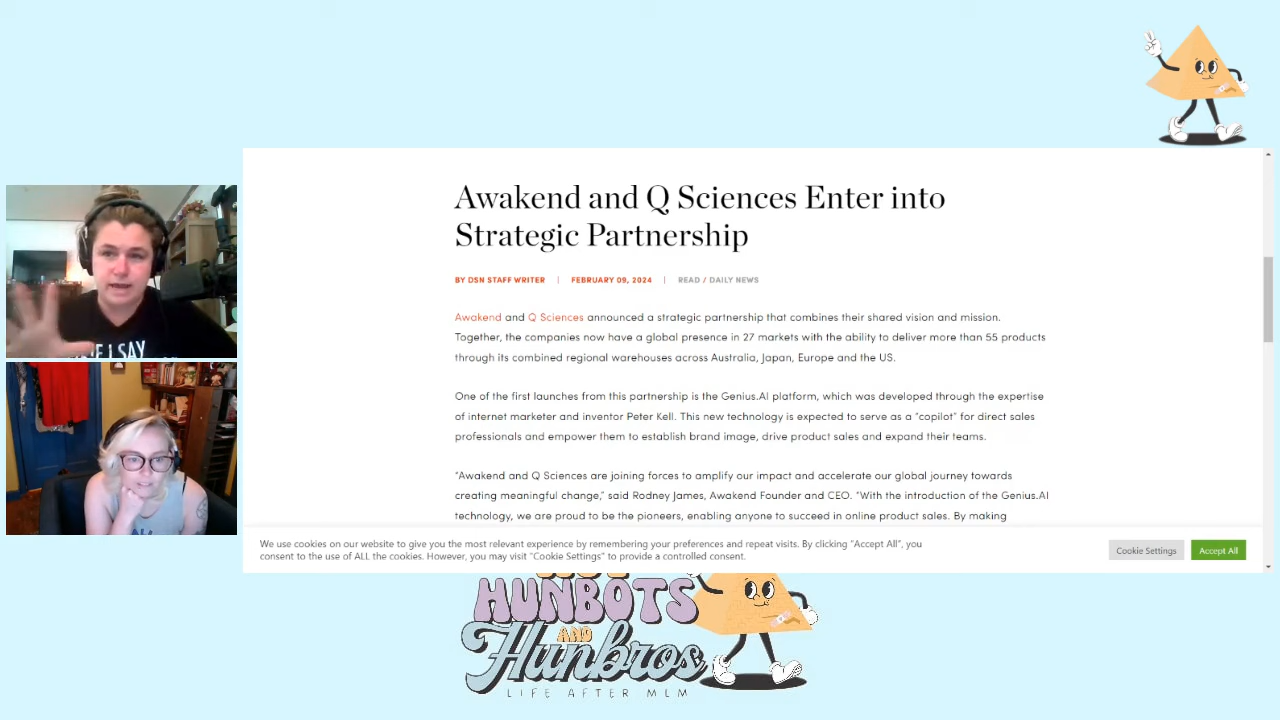 Awakend and Q Sciences Enter into
Strategic Partnership
BY DSN STAFF WRITER | FEBRUARY 09, 2024 | READ / DAILY NEWS
Awakend and Q Sciences announced a strategic partnership that combines their shared vision and mission.
Together, the companies now have a global presence in 27 markets with the ability to deliver more than 55 products
through its combined regional warehouses across Australia, Japan, Europe and the US.
One of the first launches from this partnership is the Genius.AI platform, which was developed through the expertise
of internet marketer and inventor Peter Kell. This new technology is expected to serve as a “copilot” for direct sales
professionals and empower them to establish brand image, drive product sales and expand their teams.
“Awakend and Q Sciences are joining forces to amplify our impact and accelerate our global journey towards
creating meaningful change,” said Rodney James, Awakend Founder and CEO. “With the introduction of the Genius.AI
technology, we are proud to be the pioneers, enabling anyone to succeed in online product sales. By making
We use cookies on our website to give you the most relevant experience by remembering your preferences and repeat visits. By clicking “Accept All”, you
consent to the use of ALL the cookies. However, you may visit "Cookie Settings" to provide a controlled consent.
Cookie Settings
Accept All
I SAY
HUNBOTS
AND
Hunbros
LIFE AFTER MLM